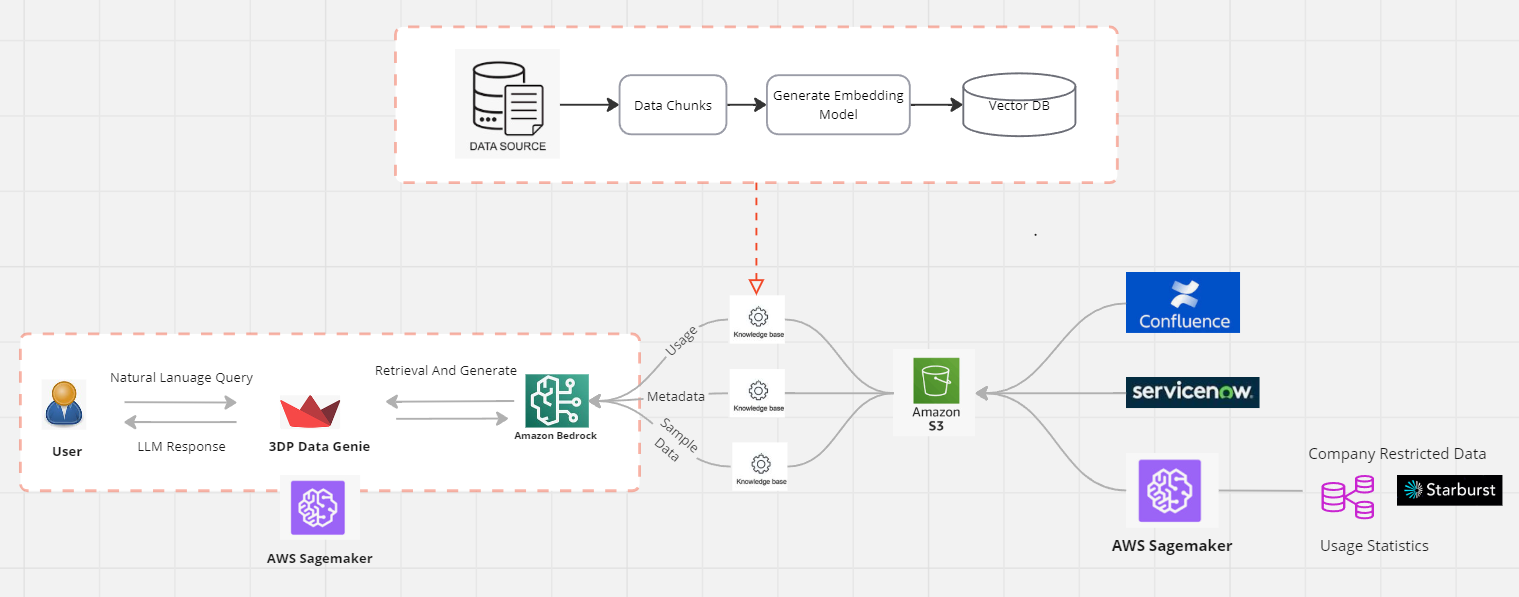 DATA SOURCE
Data Chunks
Generate Embedding
Model
Vector DB
Natural Lanuage Query
LLM Response
User
3DP Data Genie
Retrieval And Generate
Amazon Bedrock
AWS Sagemaker
Usage
Metadata
Sample
Data
Knowledge base
Knowledge base
Knowledge base
Amazon
S3
Confluence
servicenow.
AWS Sagemaker
Company Restricted Data
Starburst
Usage Statistics